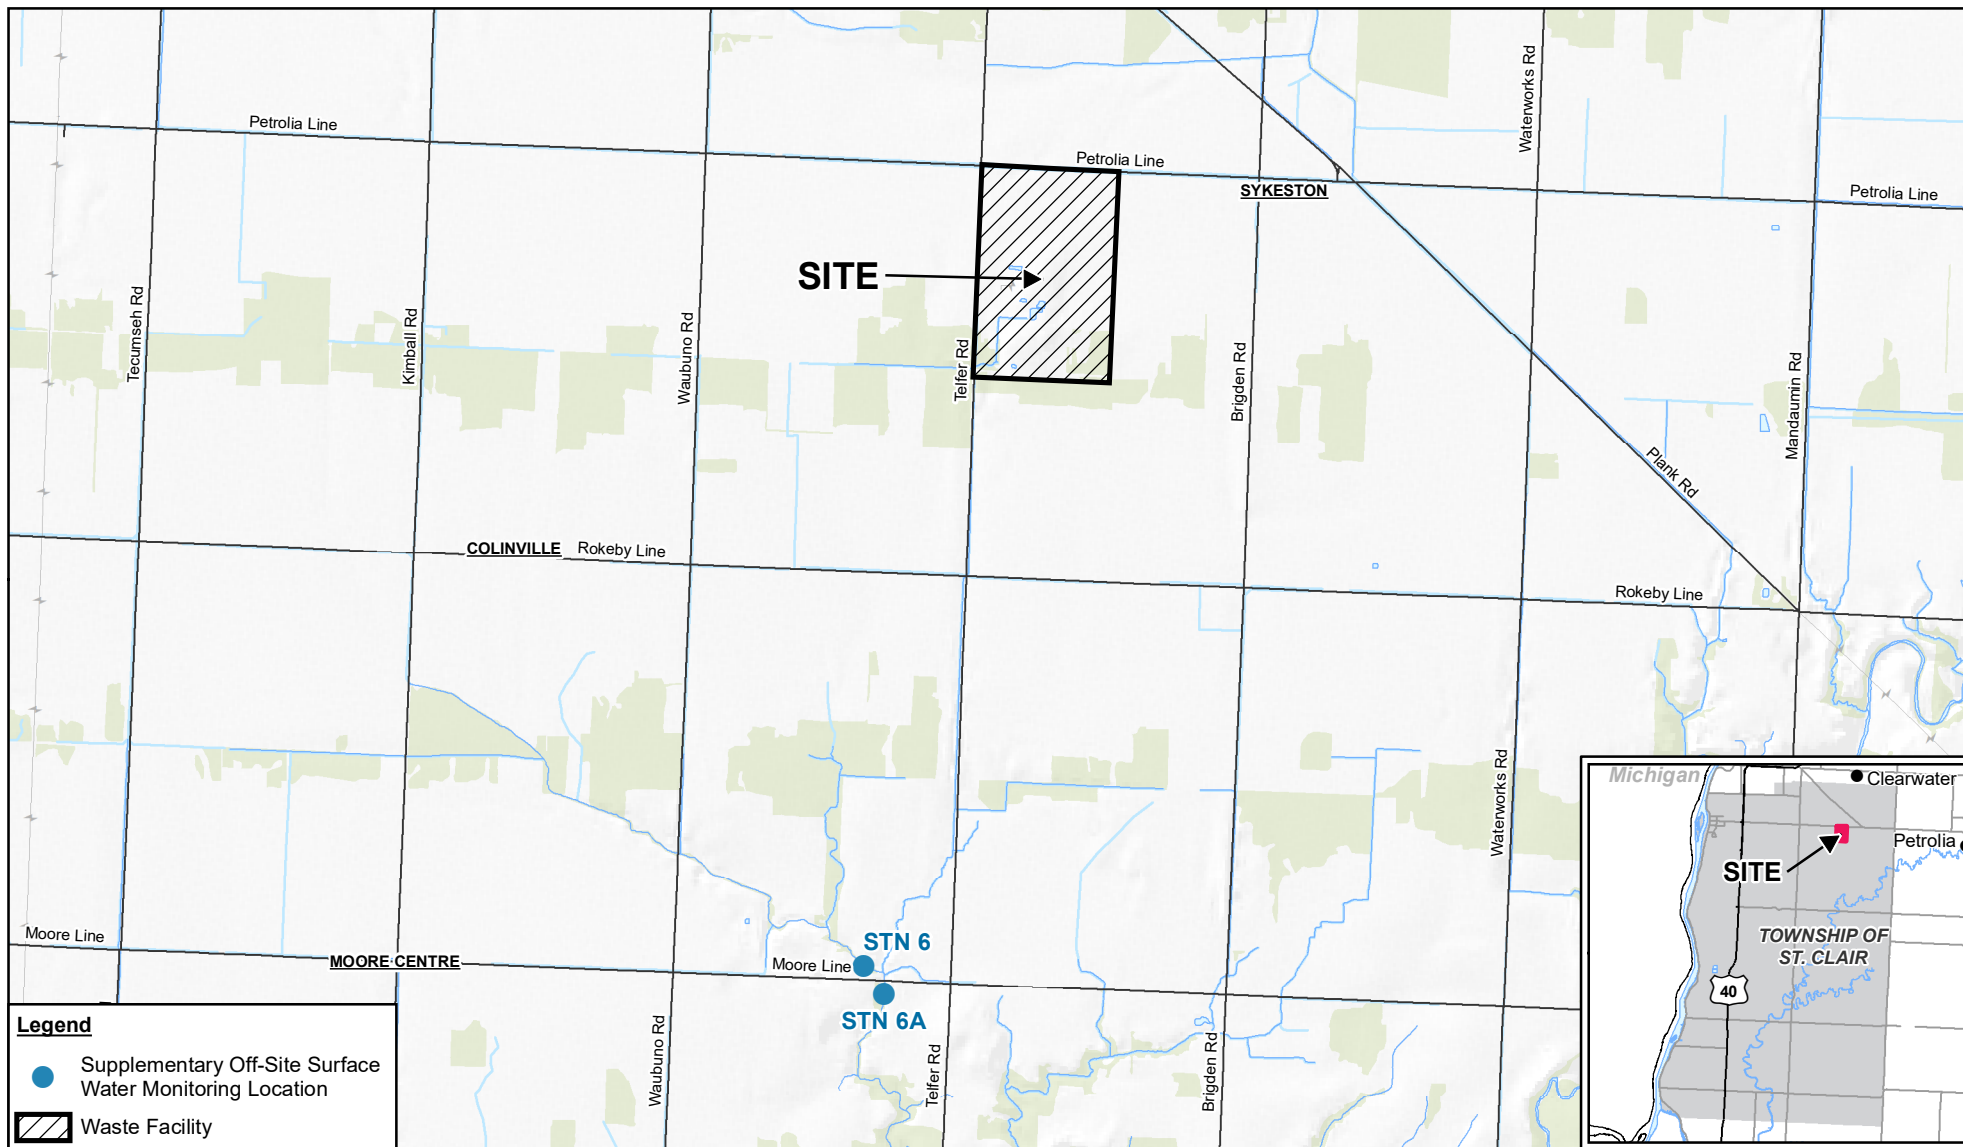 Petrolia Line
Petrolia Line
SYKESTON
Petrolia Line
Waterworks Rd
SITE
Tecumseh Rd
Kimball Rd
Waubuno Rd
Telfer Rd
Brigden Rd
Mandaumin Rd
Plank Rd
COLINVILLE
Rokeby Line
Rokeby Line
Waterworks Rd
Moore Line
MOORE CENTRE
Moore Line
STN 6
STN 6A
Waubuno Rd
Telfer Rd
Brigden Rd
Legend
Supplementary Off-Site Surface
Water Monitoring Location
Waste Facility
Michigan
Clearwater
Petrolia
SITE
TOWNSHIP OF
ST. CLAIR
40